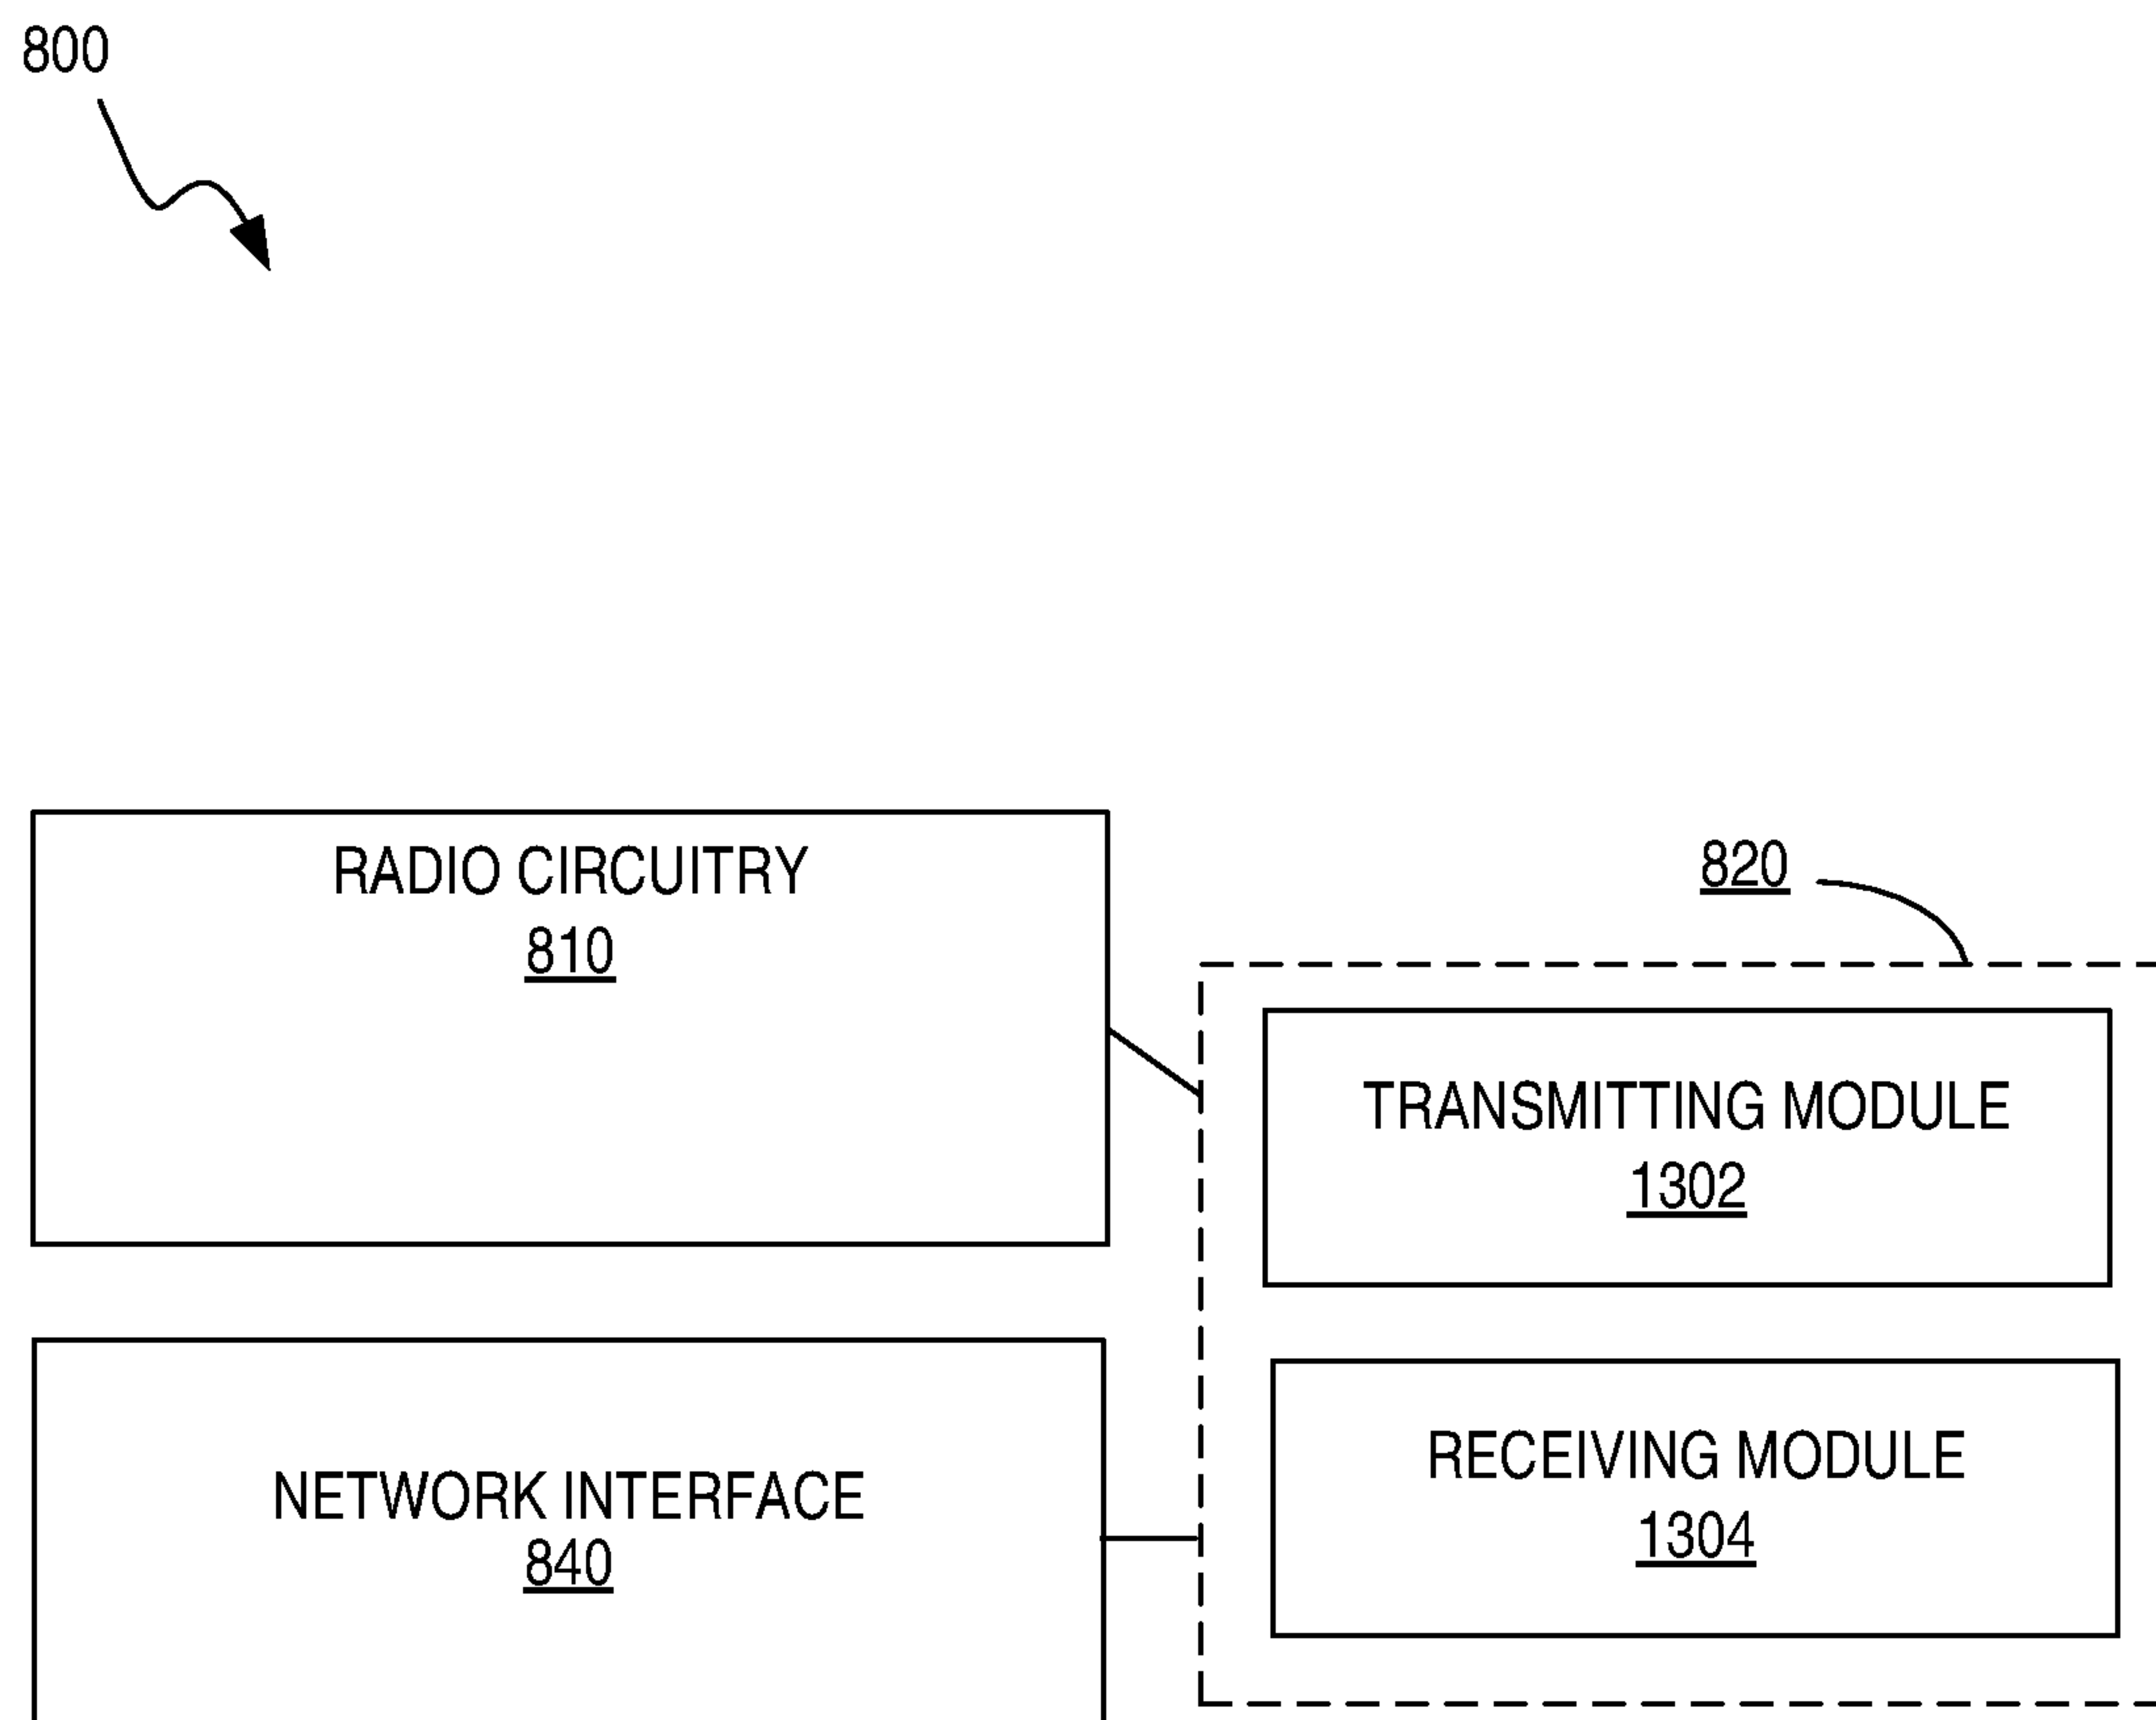 800
RADIO CIRCUITRY
810
820
TRANSMITTING MODULE
1302
RECEIVING MODULE
1304
NETWORK INTERFACE
840